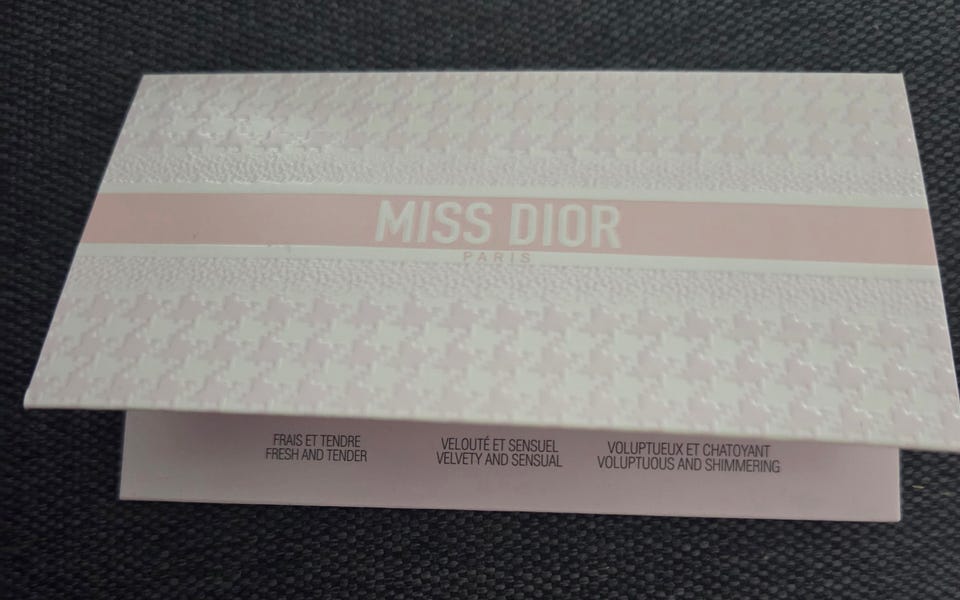 MISS DIOR
PARIS
FRAIS ET TENDRE
FRESH AND TENDER
VELOUTÉ ET SENSUEL
VELVETY AND SENSUAL
VOLUPTUEUX ET CHATOYANT
VOLUPTUOUS AND SHIMMERING